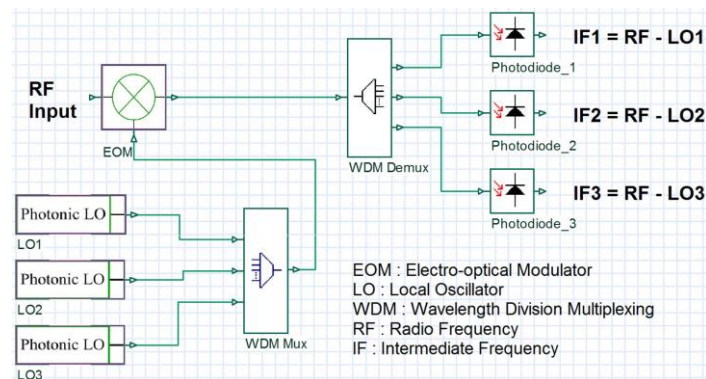 RF
Input
EOM
WDM Demux
Photodiode_1
IF1 = RF - LO1
Photodiode_2
IF2 = RF - LO2
Photodiode_3
IF3 = RF - LO3
Photonic LO
LO1
Photonic LO
LO2
Photonic LO
LO3
WDM Mux
EOM : Electro-optical Modulator
LO : Local Oscillator
WDM : Wavelength Division Multiplexing
RF : Radio Frequency
IF : Intermediate Frequency